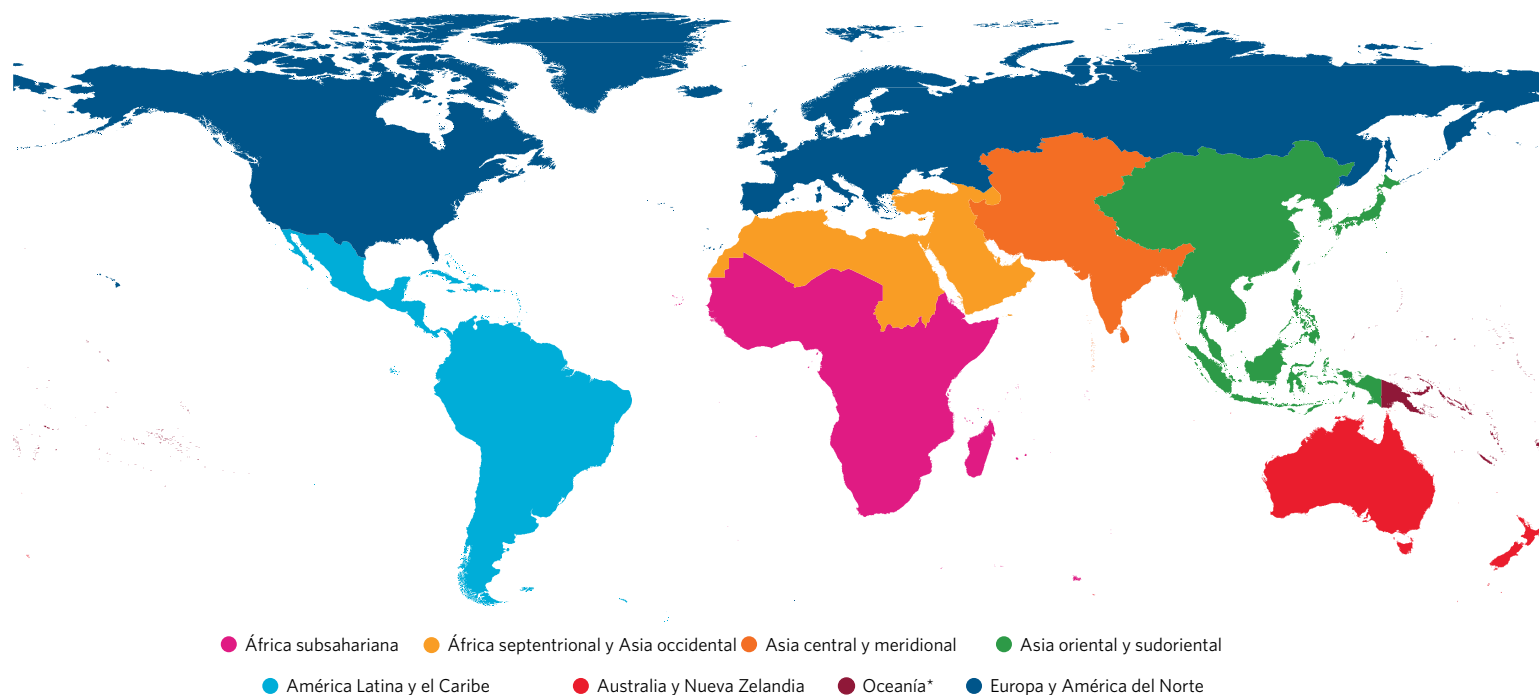 África subsahariana África septentrional y Asia occidental Asia central y meridional Asia oriental y sudoriental
América Latina y el Caribe Australia y Nueva Zelandia Oceanía* Europa y América del Norte